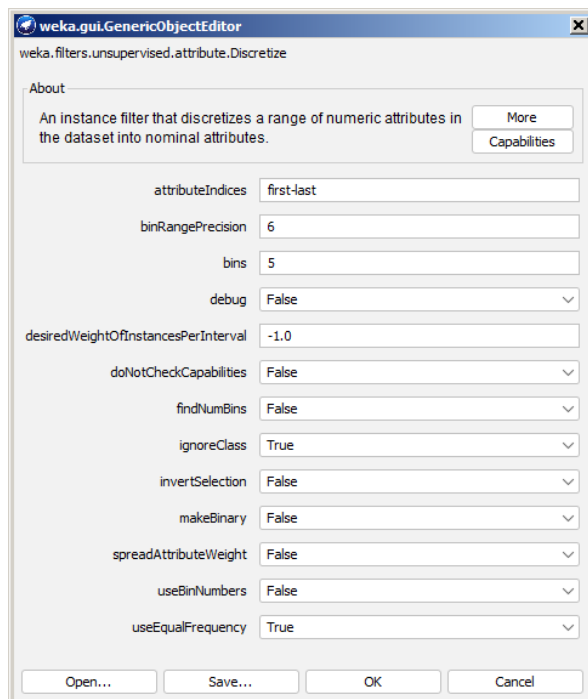 weka.gui.GenericObjectEditor
weka.filters.unsupervised.attribute.Discretize
About
An instance filter that discretizes a range of numeric attributes in
the dataset into nominal attributes.
More
Capabilities
attributeIndices first-last
binRangePrecision 6
bins 5
debug False
desiredWeightOfInstancesPerInterval -1.0
doNotCheckCapabilities False
findNumBins False
ignoreClass True
invertSelection False
makeBinary False
spreadAttributeWeight False
useBinNumbers False
useEqualFrequency True
Open... Save... OK Cancel